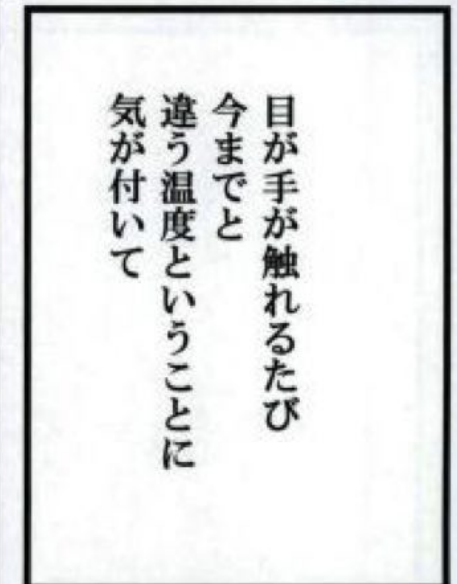 目が手が触れるたび
今までと
違う温度ということに
気が付いて